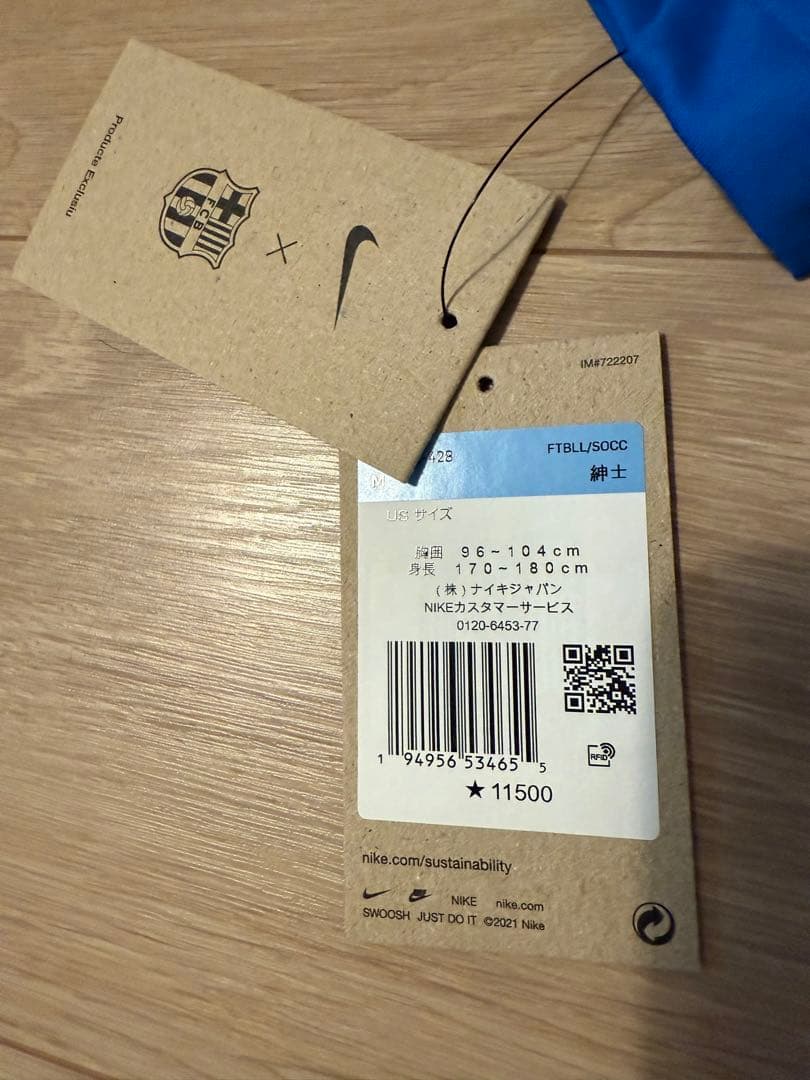 Producte Exclusiu
FCB
X
IM#722207
428
FTBLL/SOCC
M
紳士
US サイズ
胸囲 96~104cm
身長 170~180cm
(株)ナイキジャパン
NIKEカスタマーサービス
0120-6453-77
1 94956 53465 5
RFID
★11500
nike.com/sustainability
NIKE nike.com
SWOOSH JUST DO IT ©2021 Nike